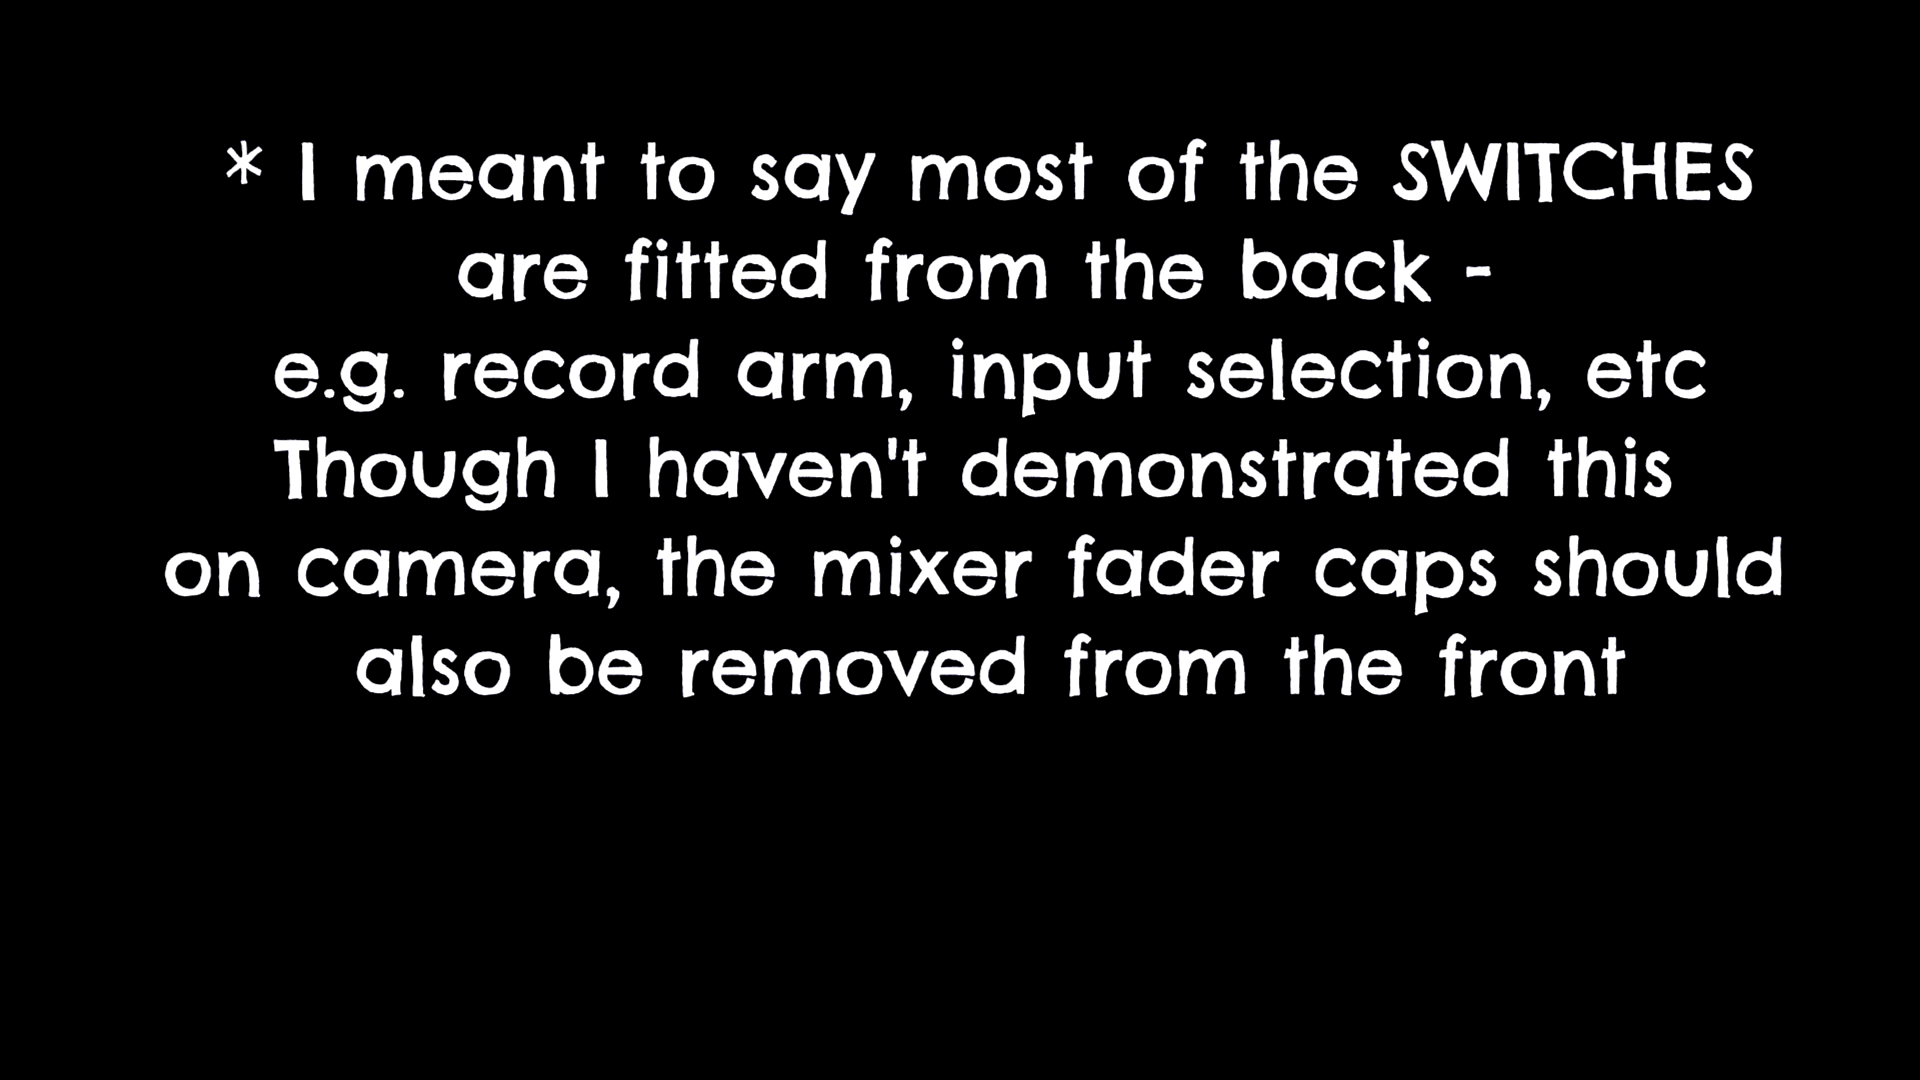 * I meant to say most of the SWITCHES
are fitted from the back -
e.g. record arm, input selection, etc
Though I haven't demonstrated this
on camera, the mixer fader caps should
also be removed from the front